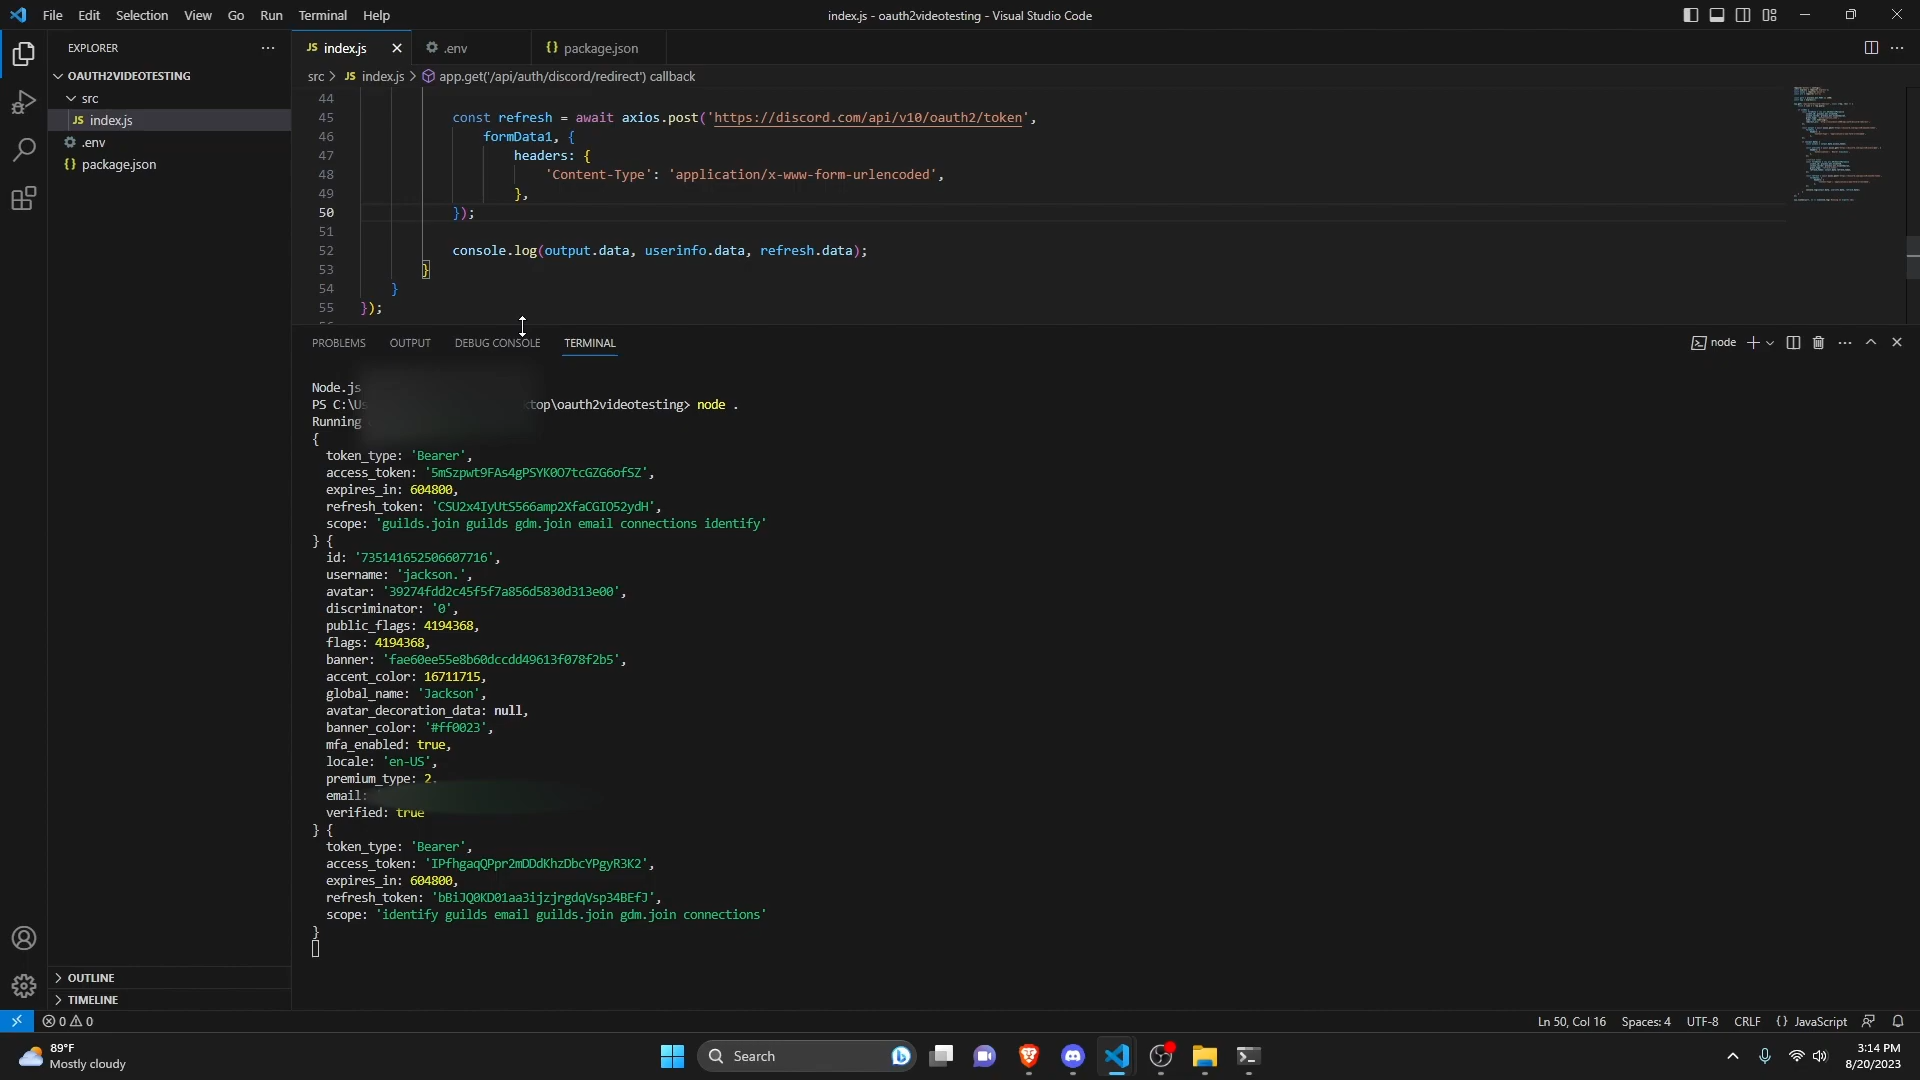 File Edit Selection View Go Run Terminal Help
index.js - oauth2videotesting - Visual Studio Code
EXPLORER
OAUTH2VIDEOTESTING
src
JS index.js
.env
{} package.json
OUTLINE
TIMELINE
JS index.js
.env
{} package.json
src > JS index.js > app.get('/api/auth/discord/redirect') callback
44
45 const refresh = await axios.post('https://discord.com/api/v10/oauth2/token',
46 formData1, {
47 headers: {
48 'Content-Type': 'application/x-www-form-urlencoded',
49 },
50 });
51
52 console.log(output.data, userinfo.data, refresh.data);
53 }
54 }
55 });
PROBLEMS OUTPUT DEBUG CONSOLE TERMINAL
node
Node.js
PS C:\Us top\oauth2videotesting> node .
Running
{
token_type: 'Bearer',
access_token: '5mSzpwt9FAs4gPSYK0O7tcGZG6ofSZ',
expires_in: 604800,
refresh_token: 'CSU2x4IyUtS566amp2XfaCGIO52ydH',
scope: 'guilds.join guilds gdm.join email connections identify'
} {
id: '735141652506607716',
username: 'jackson.',
avatar: '39274fdd2c45f5f7a856d5830d313e00',
discriminator: '0',
public_flags: 4194368,
flags: 4194368,
banner: 'fae60ee55e8b60dccdd49613f078f2b5',
accent_color: 16711715,
global_name: 'Jackson',
avatar_decoration_data: null,
banner_color: '#ff0023',
mfa_enabled: true,
locale: 'en-US',
premium_type: 2,
email:
verified: true
} {
token_type: 'Bearer',
access_token: 'IPfhgaqQPpr2mDDdKhzDbcYPgyR3K2',
expires_in: 604800,
refresh_token: 'bBiJQ0KD01aa3ijzjrgdqVsp34BEfJ',
scope: 'identify guilds email guilds.join gdm.join connections'
}
0 0
Ln 50, Col 16 Spaces: 4 UTF-8 CRLF {} JavaScript
89°F
Mostly cloudy
Search
3:14 PM
8/20/2023